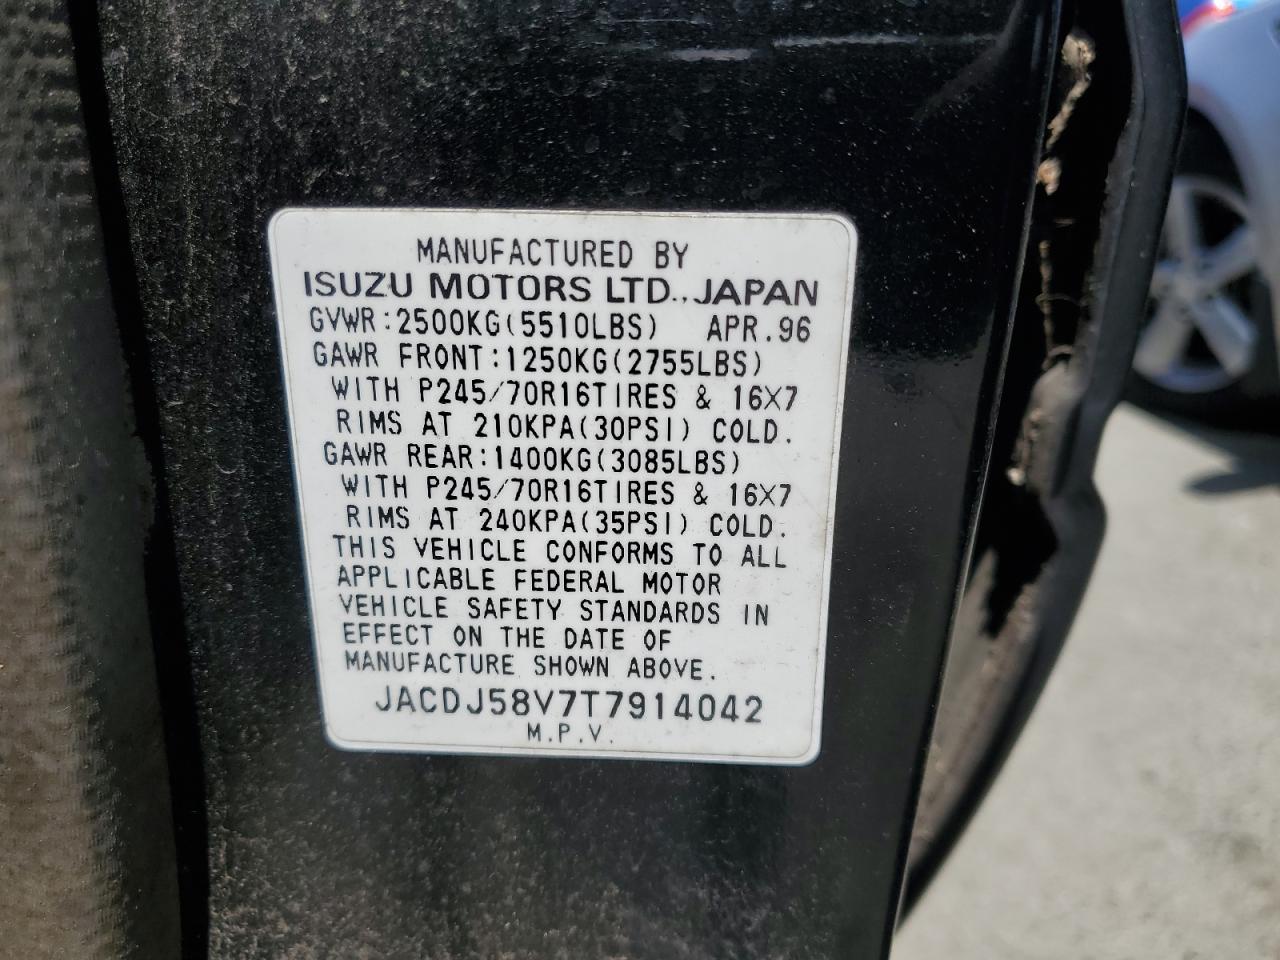 MANUFACTURED BY
ISUZU MOTORS LTD., JAPAN
GVWR:2500KG(5510LBS) APR.96
GAWR FRONT:1250KG(2755LBS)
WITH P245/70R16TIRES & 16X7
RIMS AT 210KPA(30PSI) COLD.
GAWR REAR:1400KG(3085LBS)
WITH P245/70R16TIRES & 16X7
RIMS AT 240KPA(35PSI) COLD.
THIS VEHICLE CONFORMS TO ALL
APPLICABLE FEDERAL MOTOR
VEHICLE SAFETY STANDARDS IN
EFFECT ON THE DATE OF
MANUFACTURE SHOWN ABOVE.
JACDJ58V7T7914042
M.P.V.